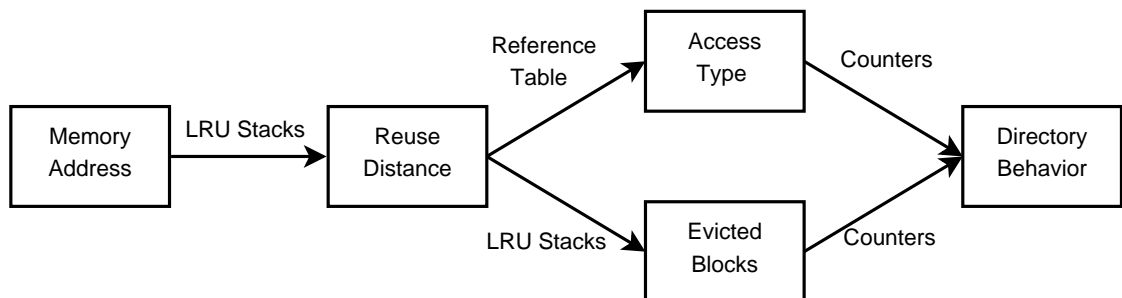 Memory
Address
LRU Stacks
Reuse
Distance
Reference
Table
Access
Type
Counters
LRU Stacks
Evicted
Blocks
Counters
Directory
Behavior